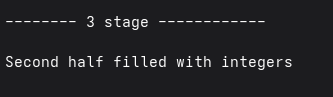 -------- 3 stage ------------
Second half filled with integers